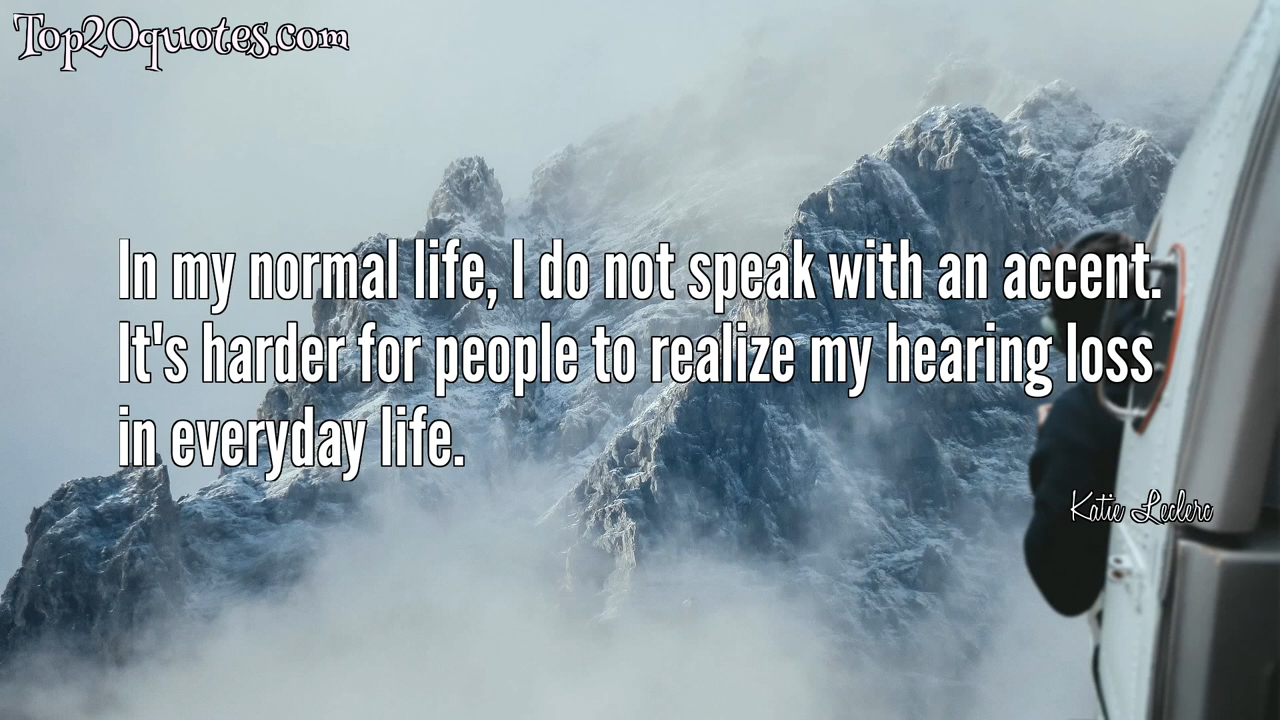 Top20quotes.com
In my normal life, I do not speak with an accent.
It's harder for people to realize my hearing loss
in everyday life.
Katie Leclerc